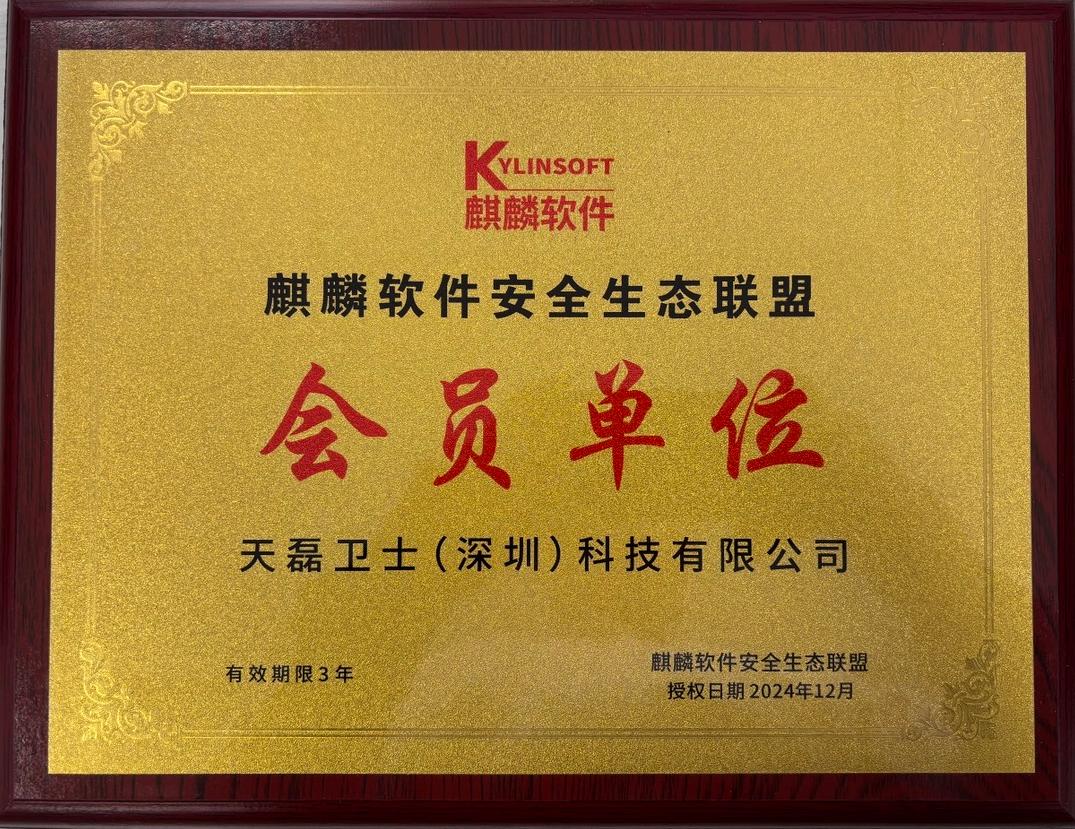 KYLINSOFT
麒麟软件
麒麟软件安全生态联盟
会员单位
天磊卫士(深圳)科技有限公司
有效期限3年
麒麟软件安全生态联盟
授权日期2024年12月